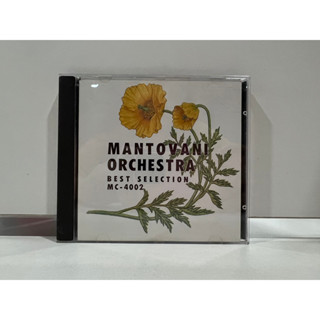 MANTOVANI
ORCHESTRA
BEST SELECTION
MC-4002